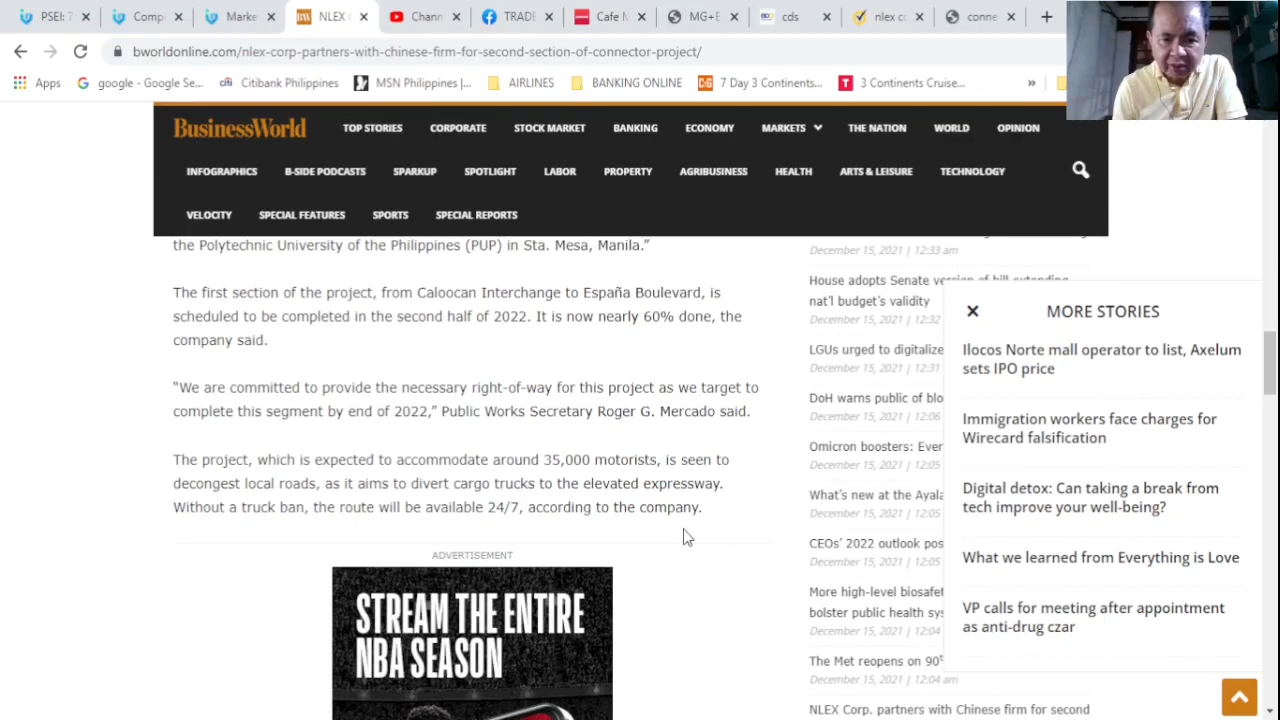 PSEi: 7
Comp
Marke
NLEX C
Chann
TRADE
Cafe N
MG+E
cds
nlex c
conne
bworldonline.com/nlex-corp-partners-with-chinese-firm-for-second-section-of-connector-project/
Apps
google - Google Se...
citi
Citibank Philippines
MSN Philippines |...
AIRLINES
BANKING ONLINE
7 Day 3 Continents...
3 Continents Cruise...
»
BusinessWorld
TOP STORIES
CORPORATE
STOCK MARKET
BANKING
ECONOMY
MARKETS
THE NATION
WORLD
OPINION
INFOGRAPHICS
B-SIDE PODCASTS
SPARKUP
SPOTLIGHT
LABOR
PROPERTY
AGRIBUSINESS
HEALTH
ARTS & LEISURE
TECHNOLOGY
VELOCITY
SPECIAL FEATURES
SPORTS
SPECIAL REPORTS
the Polytechnic University of the Philippines (PUP) in Sta. Mesa, Manila.”
The first section of the project, from Caloocan Interchange to España Boulevard, is
scheduled to be completed in the second half of 2022. It is now nearly 60% done, the
company said.
“We are committed to provide the necessary right-of-way for this project as we target to
complete this segment by end of 2022,” Public Works Secretary Roger G. Mercado said.
The project, which is expected to accommodate around 35,000 motorists, is seen to
decongest local roads, as it aims to divert cargo trucks to the elevated expressway.
Without a truck ban, the route will be available 24/7, according to the company.
ADVERTISEMENT
STREAM THE ENTIRE
NBA SEASON
December 15, 2021 | 12:33 am
House adopts Senate version of bill extending
nat’l budget’s validity
December 15, 2021 | 12:32
LGUs urged to digitalize
December 15, 2021 | 12:31
DoH warns public of blo
December 15, 2021 | 12:06
Omicron boosters: Ever
December 15, 2021 | 12:05
What’s new at the Ayala
December 15, 2021 | 12:05
CEOs’ 2022 outlook pos
December 15, 2021 | 12:05
More high-level biosafet
bolster public health sys
December 15, 2021 | 12:04
The Met reopens on 90t
December 15, 2021 | 12:04 am
NLEX Corp. partners with Chinese firm for second
MORE STORIES
Ilocos Norte mall operator to list, Axelum
sets IPO price
Immigration workers face charges for
Wirecard falsification
Digital detox: Can taking a break from
tech improve your well-being?
What we learned from Everything is Love
VP calls for meeting after appointment
as anti-drug czar